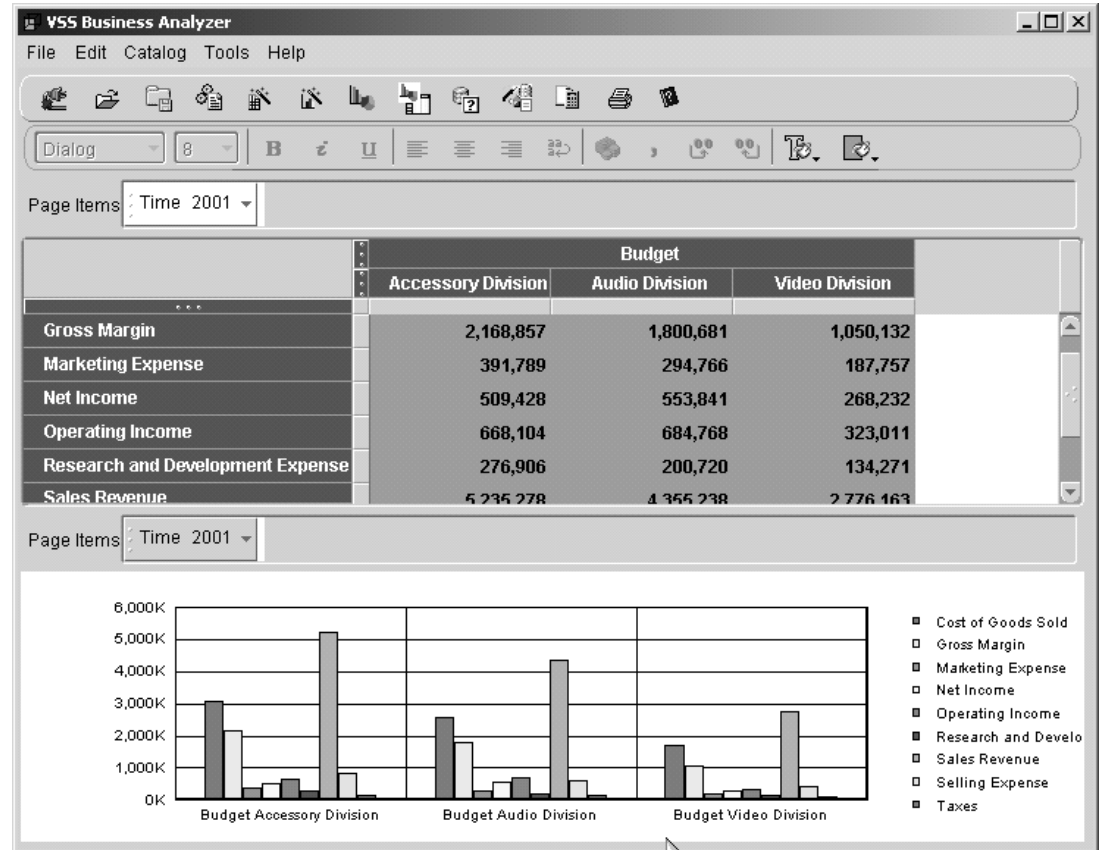 VSS Business Analyzer
File Edit Catalog Tools Help
Dialog 8 B i U
Page Items Time 2001
Budget
Accessory Division Audio Division Video Division
Gross Margin 2,168,857 1,800,681 1,050,132
Marketing Expense 391,789 294,766 187,757
Net Income 509,428 553,841 268,232
Operating Income 668,104 684,768 323,011
Research and Development Expense 276,906 200,720 134,271
Sales Revenue 5,235,278 4,355,238 2,776,163
Page Items Time 2001
6,000K
5,000K
4,000K
3,000K
2,000K
1,000K
0K
Budget Accessory Division Budget Audio Division Budget Video Division
Cost of Goods Sold
Gross Margin
Marketing Expense
Net Income
Operating Income
Research and Develo
Sales Revenue
Selling Expense
Taxes